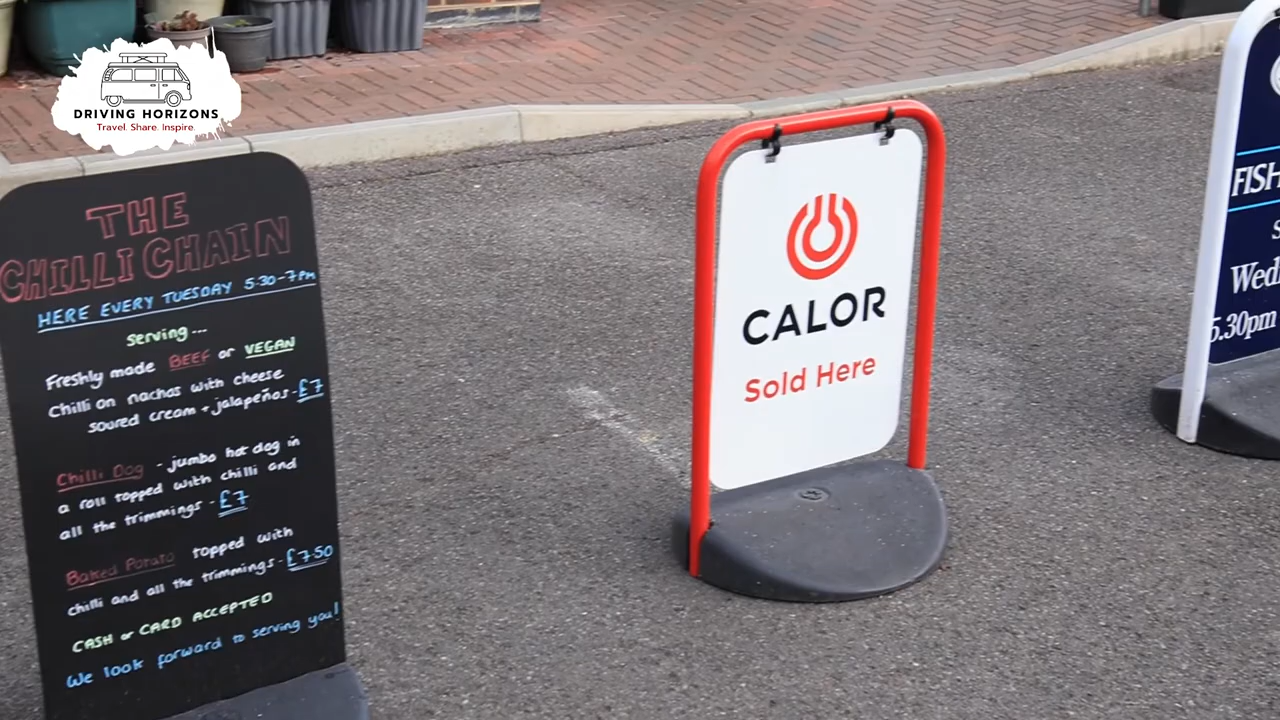 DRIVING HORIZONS
Travel. Share. Inspire.
THE
CHILLI CHAIN
HERE EVERY TUESDAY 5·30-7PM
Serving...
Freshly made BEEF or VEGAN
Chilli on nachos with cheese
soured cream + jalapeños - £7
Chilli Dog - jumbo hot dog in
a roll topped with chilli and
all the trimmings - £7
Baked Potato topped with
chilli and all the trimmings - £7·50
CASH or CARD ACCEPTED
We look forward to serving you!
CALOR
Sold Here
FISH
Wed
5.30pm